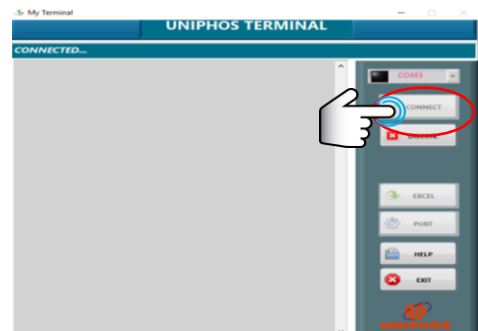 My Terminal
UNIPHOS TERMINAL
CONNECTED...
COM3
CONNECT
EXCEL
PORT
HELP
EXIT
UNIPHOS